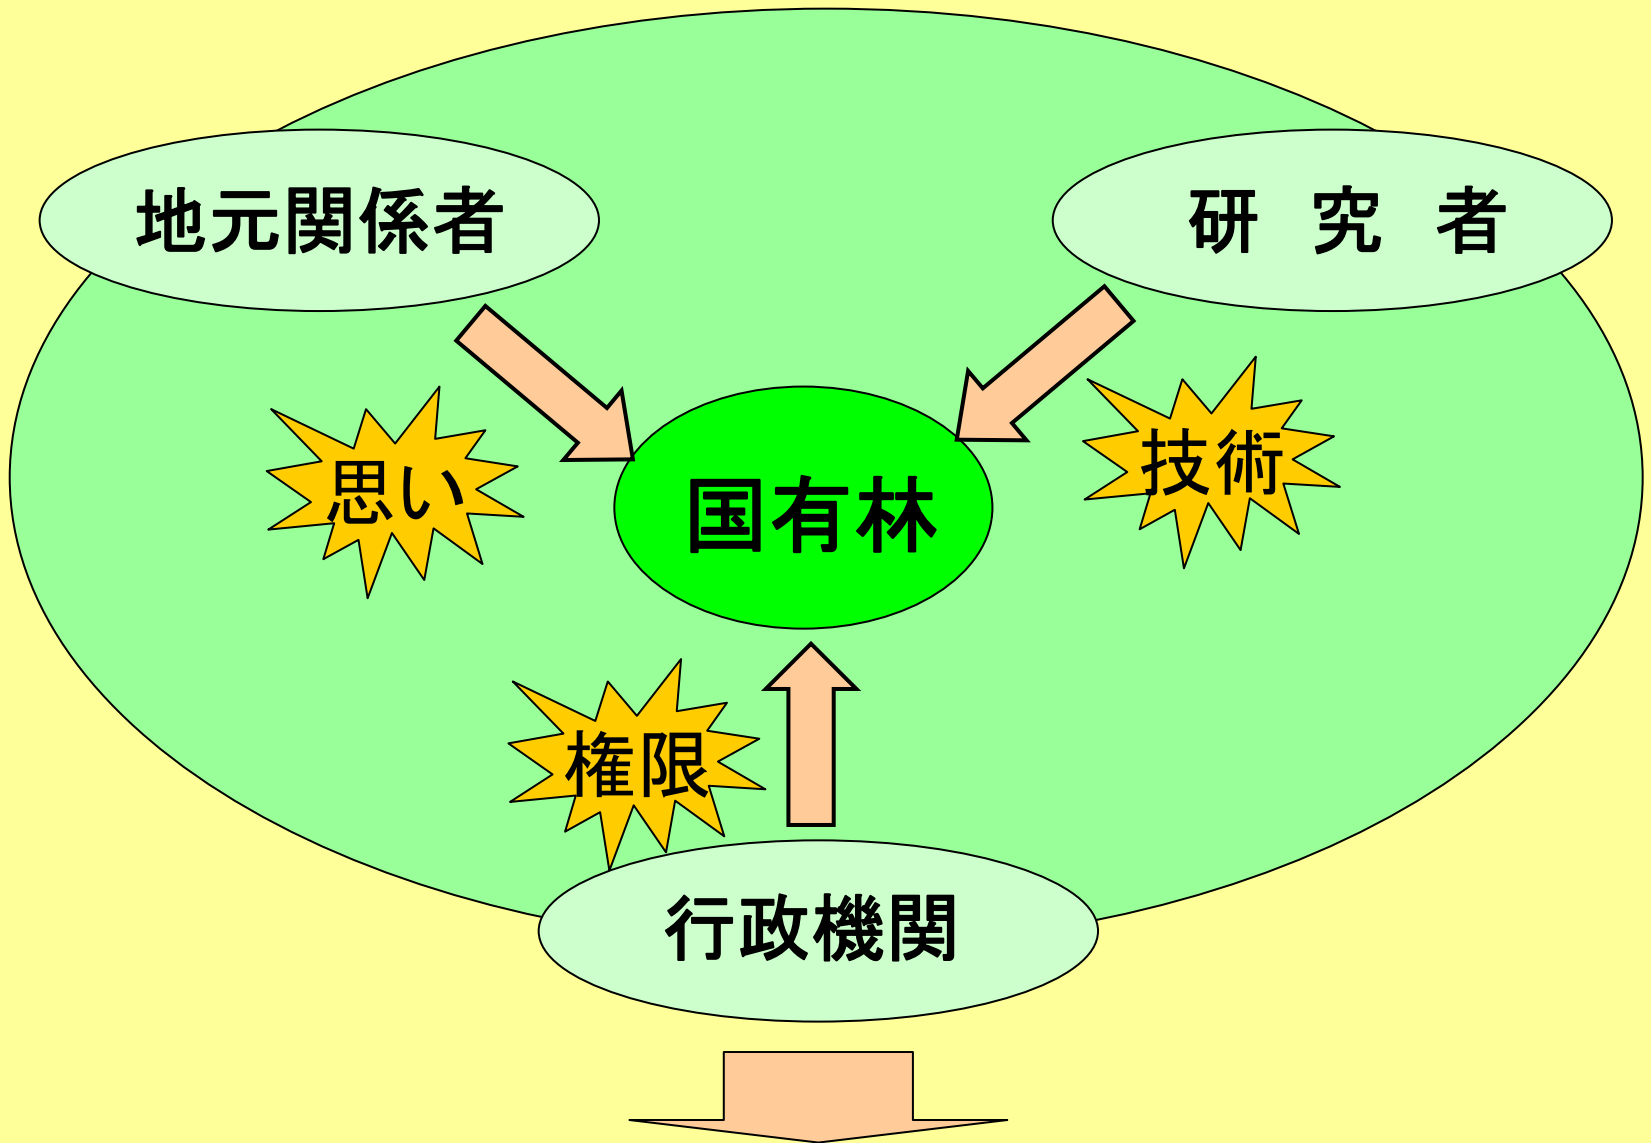 地元関係者
研　究　者
思い
技術
国有林
権限
行政機関